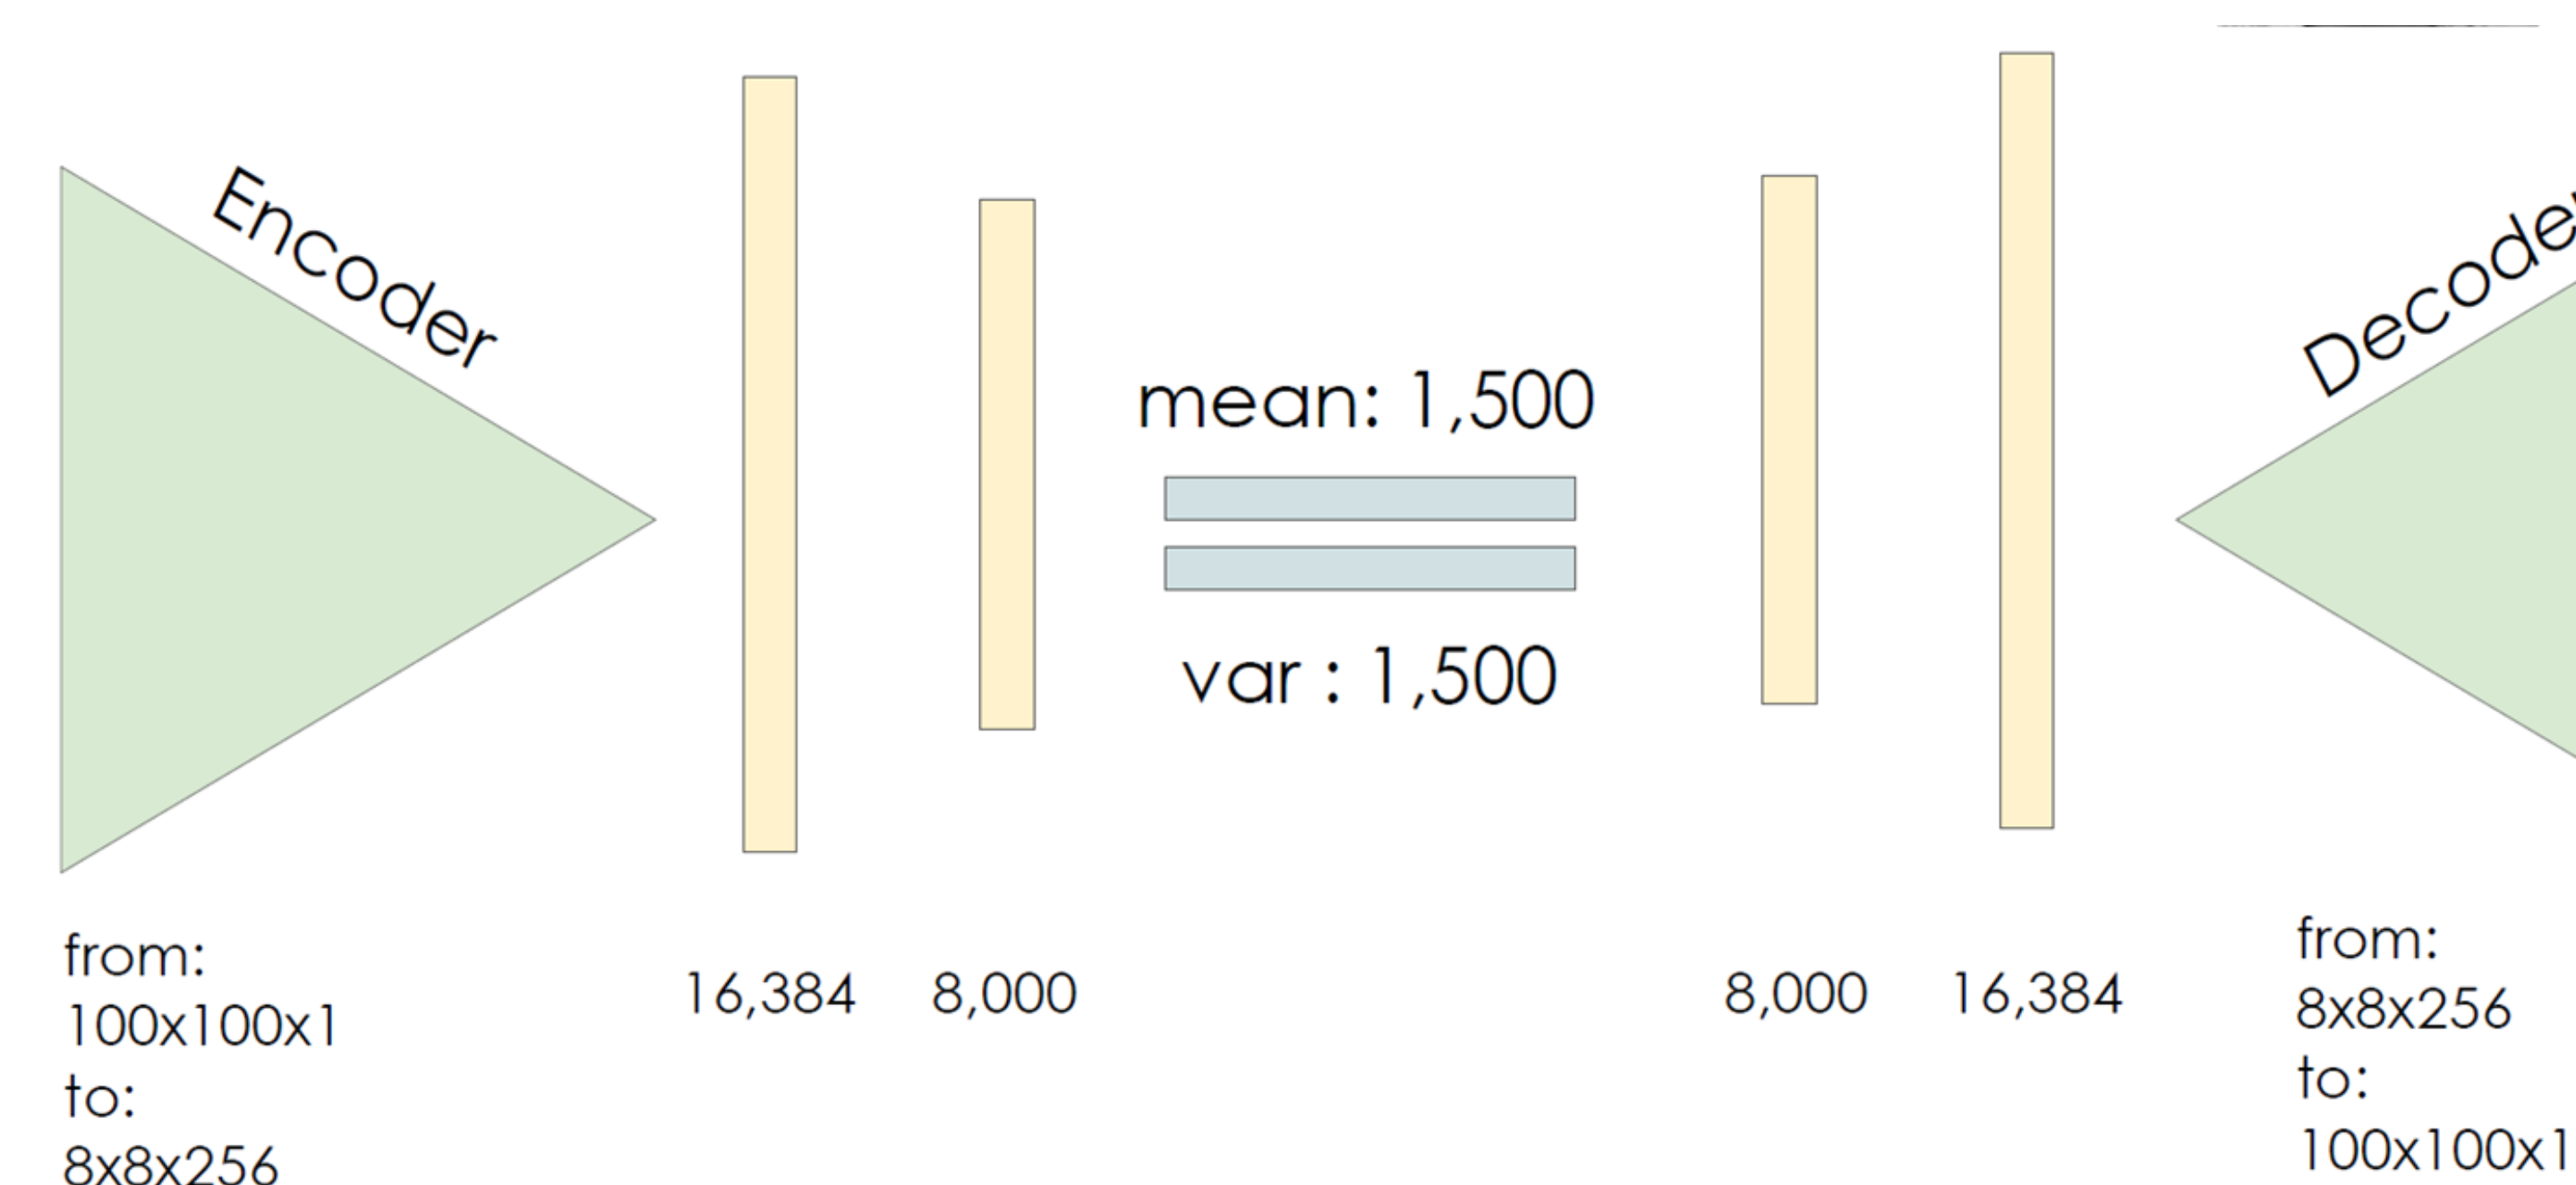 Encoder
from:
100x100x1
to:
8x8x256
16,384
8,000
mean: 1,500
var : 1,500
8,000
16,384
Decoder
from:
8x8x256
to:
100x100x1